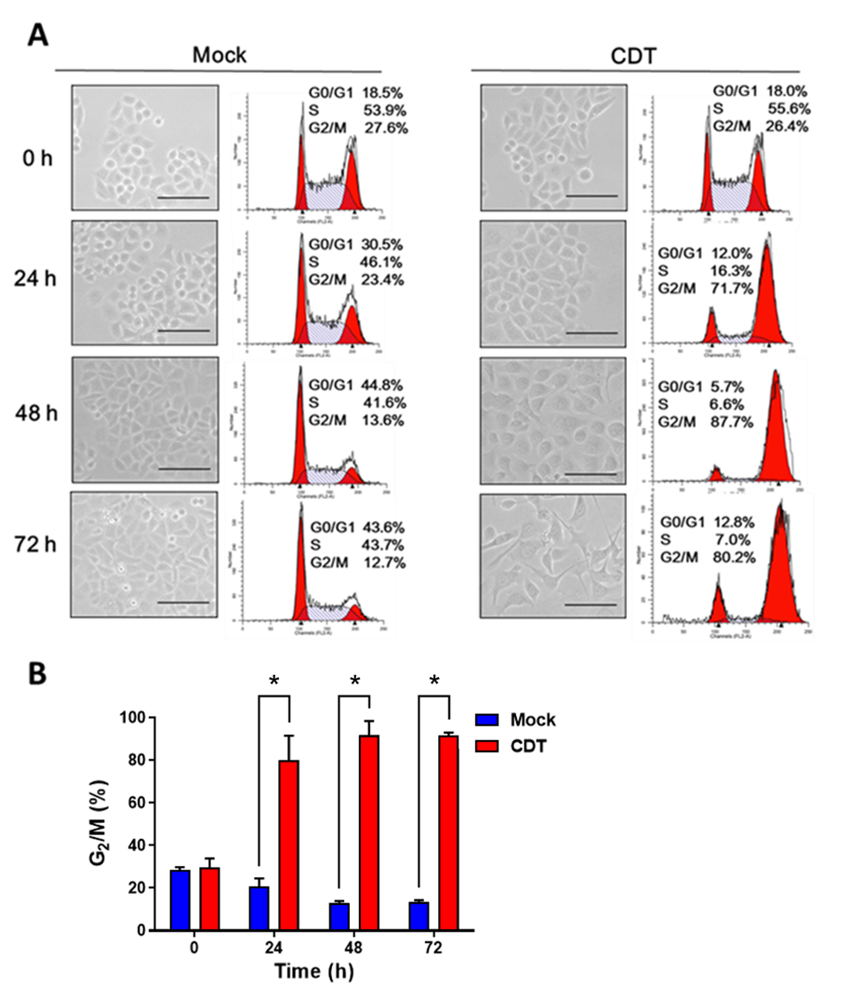 A
Mock
CDT
0 h
G0/G1 18.5%
S 53.9%
G2/M 27.6%
G0/G1 18.0%
S 55.6%
G2/M 26.4%
24 h
G0/G1 30.5%
S 46.1%
G2/M 23.4%
G0/G1 12.0%
S 16.3%
G2/M 71.7%
48 h
G0/G1 44.8%
S 41.6%
G2/M 13.6%
G0/G1 5.7%
S 6.6%
G2/M 87.7%
72 h
G0/G1 43.6%
S 43.7%
G2/M 12.7%
G0/G1 12.8%
S 7.0%
G2/M 80.2%
Channels (FL2-A)
B
* * *
100
80
60
40
20
0
G₂/M (%)
Mock
CDT
0 24 48 72
Time (h)